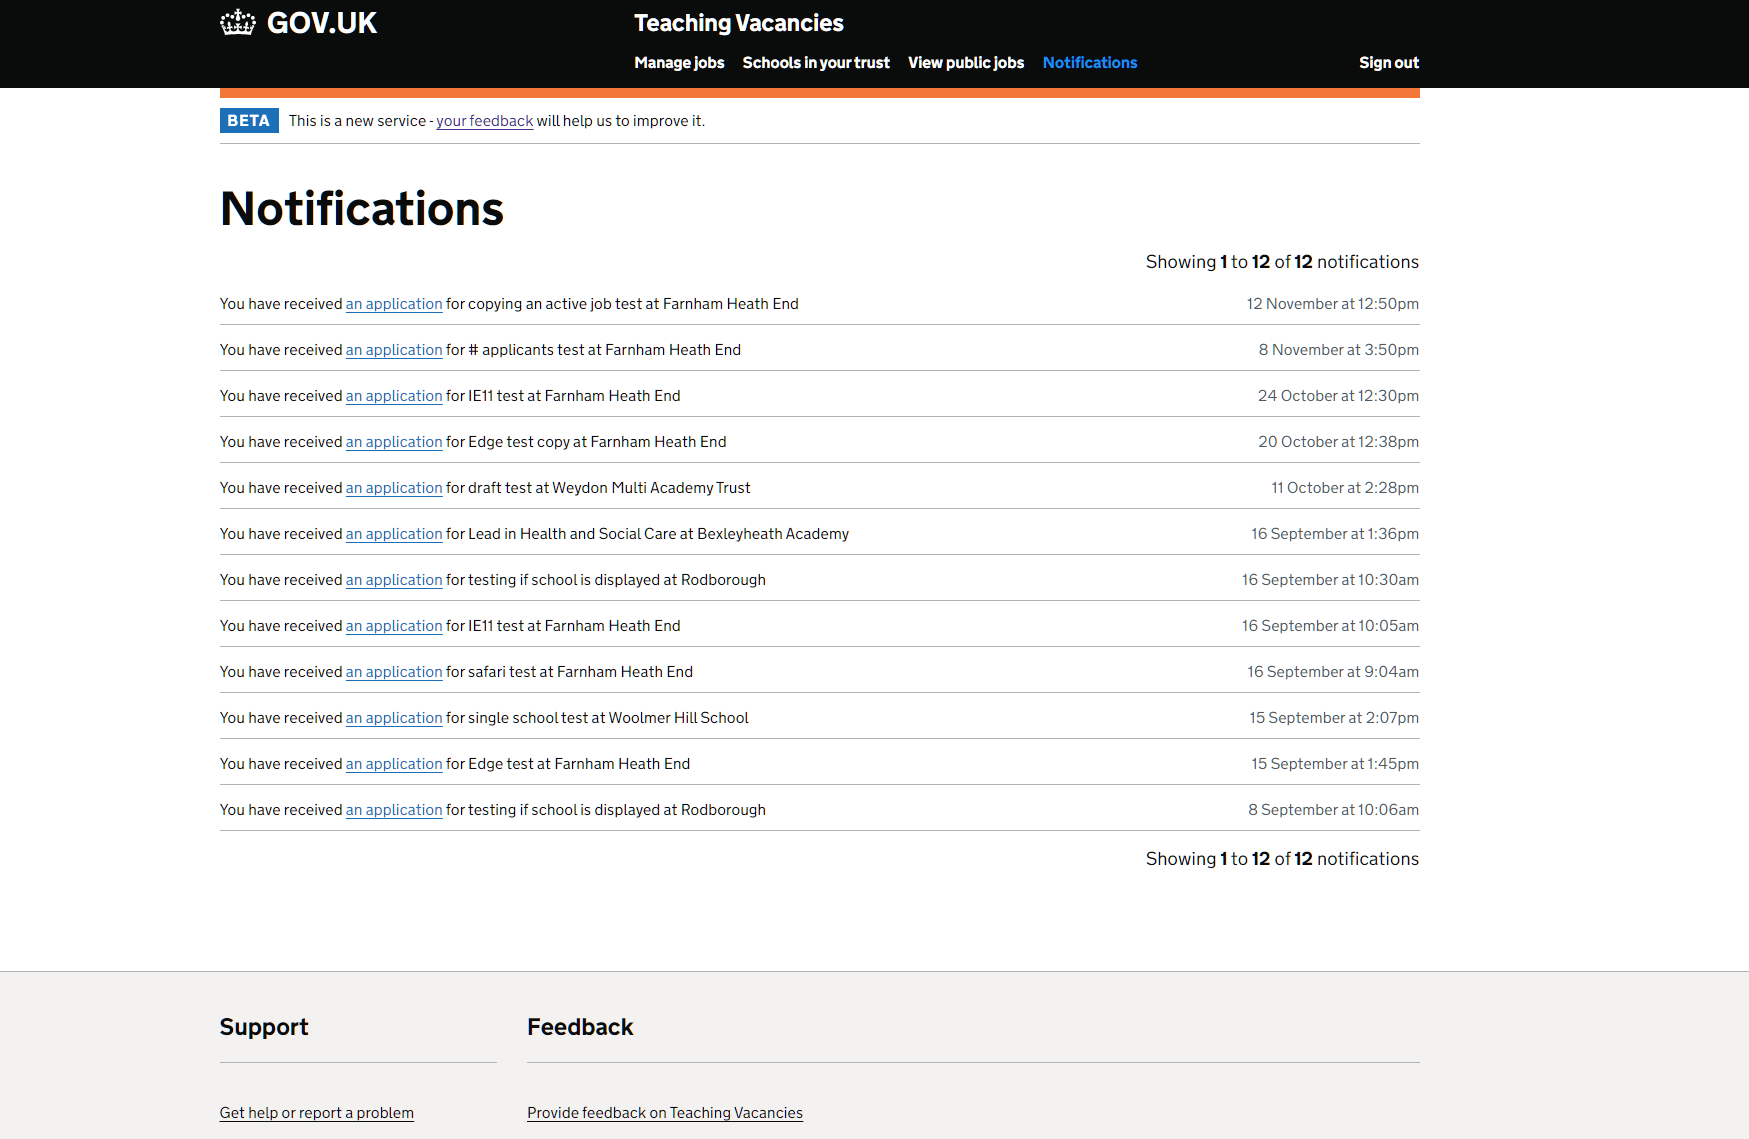 GOV.UK
Teaching Vacancies
Manage jobs Schools in your trust View public jobs Notifications Sign out
BETA This is a new service - your feedback will help us to improve it.
Notifications
Showing 1 to 12 of 12 notifications
You have received an application for copying an active job test at Farnham Heath End 12 November at 12:50pm
You have received an application for # applicants test at Farnham Heath End 8 November at 3:50pm
You have received an application for IE11 test at Farnham Heath End 24 October at 12:30pm
You have received an application for Edge test copy at Farnham Heath End 20 October at 12:38pm
You have received an application for draft test at Weydon Multi Academy Trust 11 October at 2:28pm
You have received an application for Lead in Health and Social Care at Bexleyheath Academy 16 September at 1:36pm
You have received an application for testing if school is displayed at Rodborough 16 September at 10:30am
You have received an application for IE11 test at Farnham Heath End 16 September at 10:05am
You have received an application for safari test at Farnham Heath End 16 September at 9:04am
You have received an application for single school test at Woolmer Hill School 15 September at 2:07pm
You have received an application for Edge test at Farnham Heath End 15 September at 1:45pm
You have received an application for testing if school is displayed at Rodborough 8 September at 10:06am
Showing 1 to 12 of 12 notifications
Support Feedback
Get help or report a problem Provide feedback on Teaching Vacancies